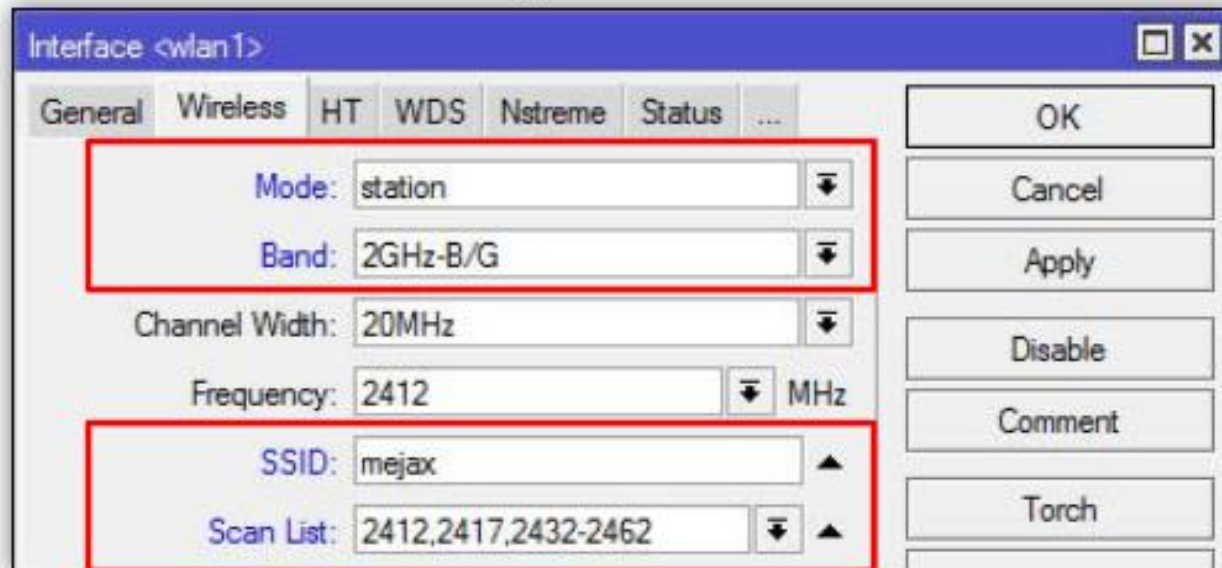 Interface <wlan1>
General Wireless HT WDS Nstreme Status ...
OK
Mode: station
Cancel
Band: 2GHz-B/G
Apply
Channel Width: 20MHz
Disable
Frequency: 2412 MHz
Comment
SSID: mejax
Torch
Scan List: 2412,2417,2432-2462